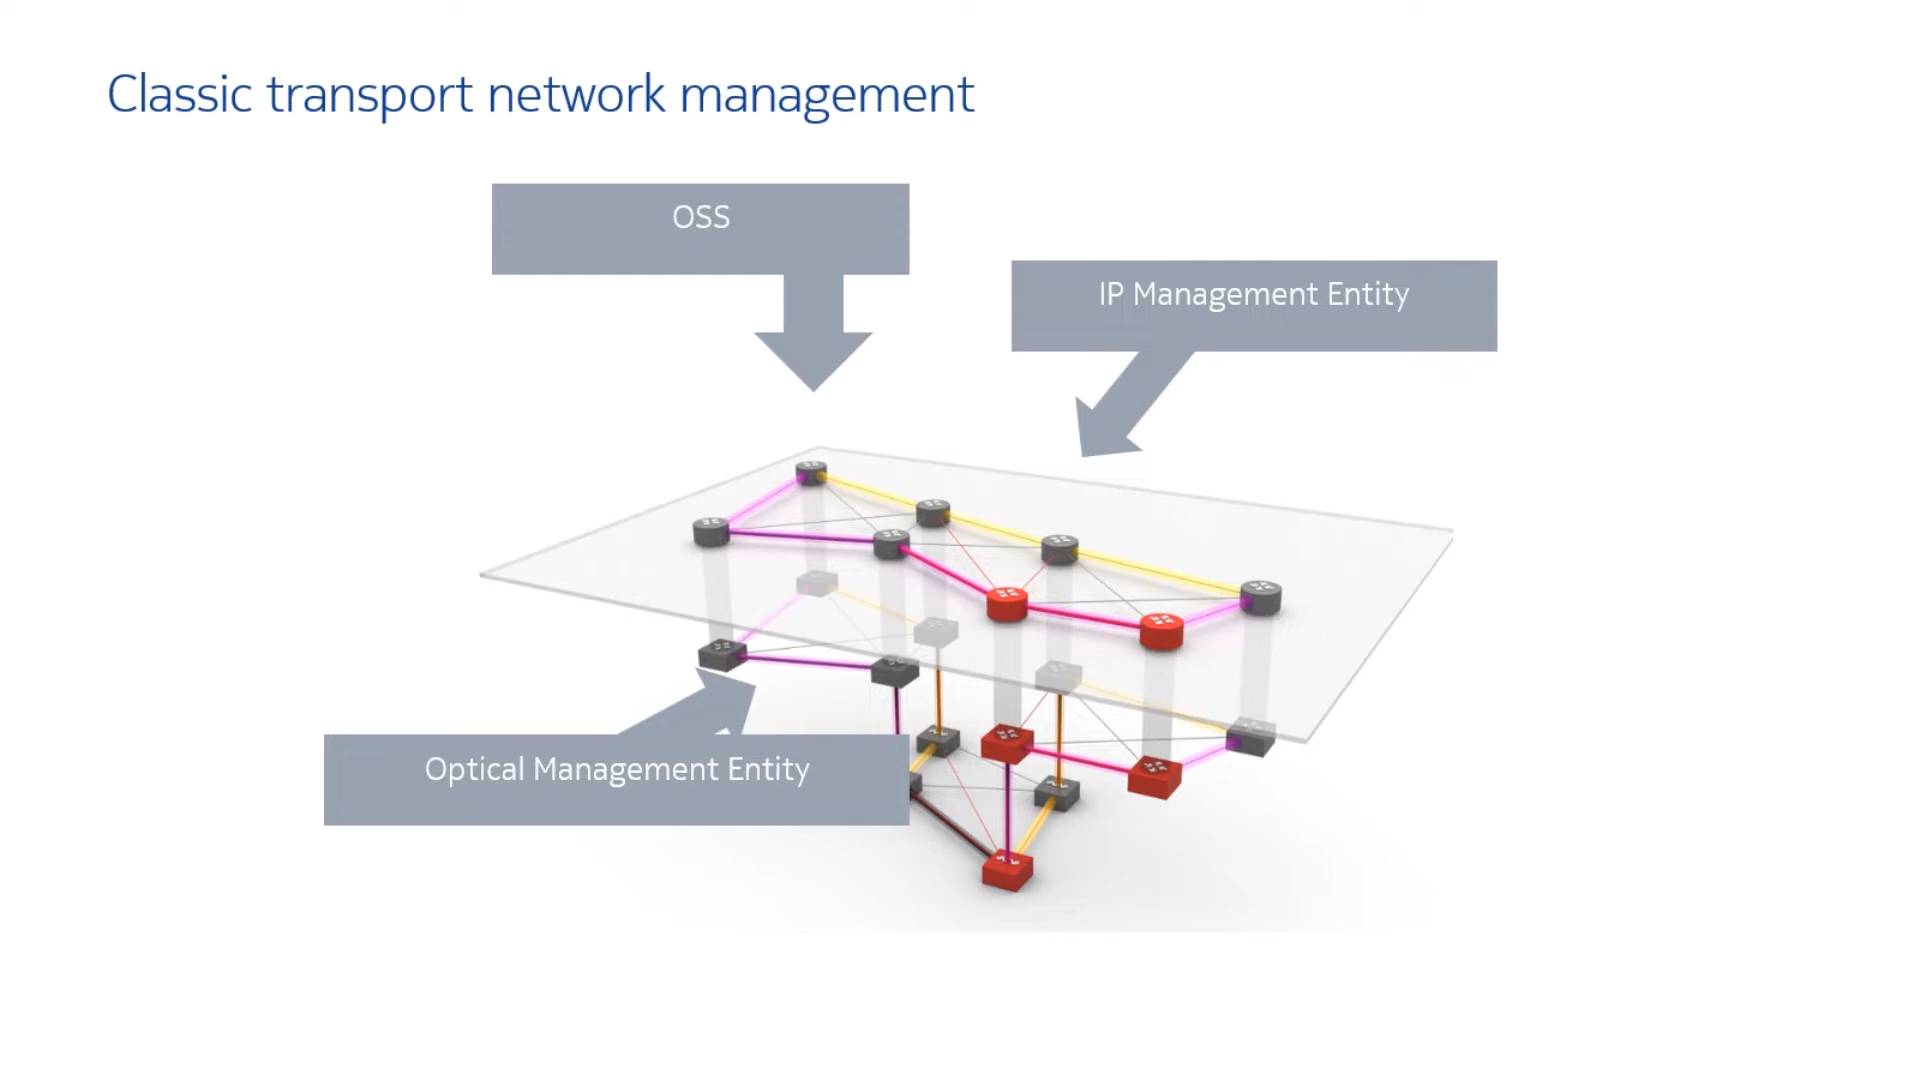 Classic transport network management
OSS
IP Management Entity
Optical Management Entity